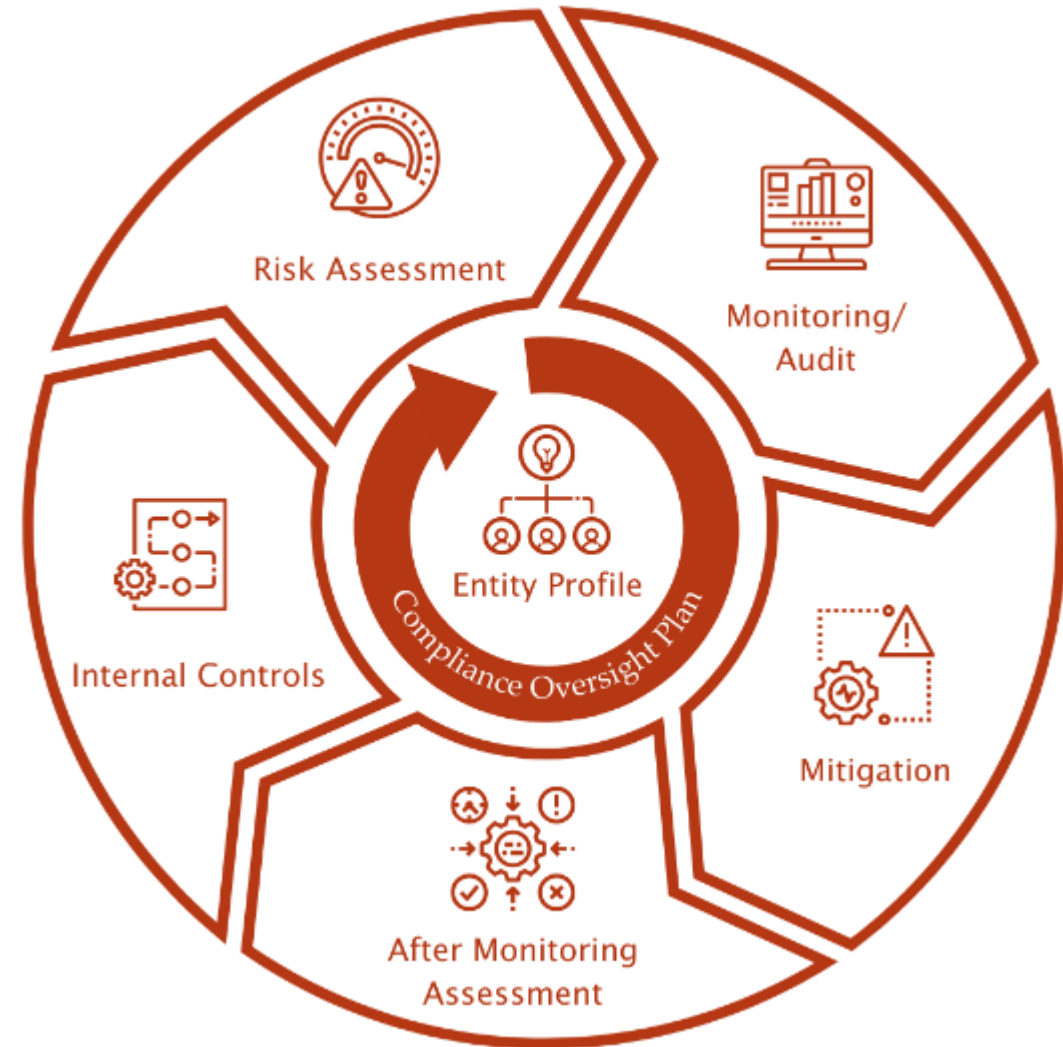 Risk Assessment
Monitoring/
Audit
Entity Profile
Compliance Oversight Plan
Internal Controls
Mitigation
After Monitoring
Assessment